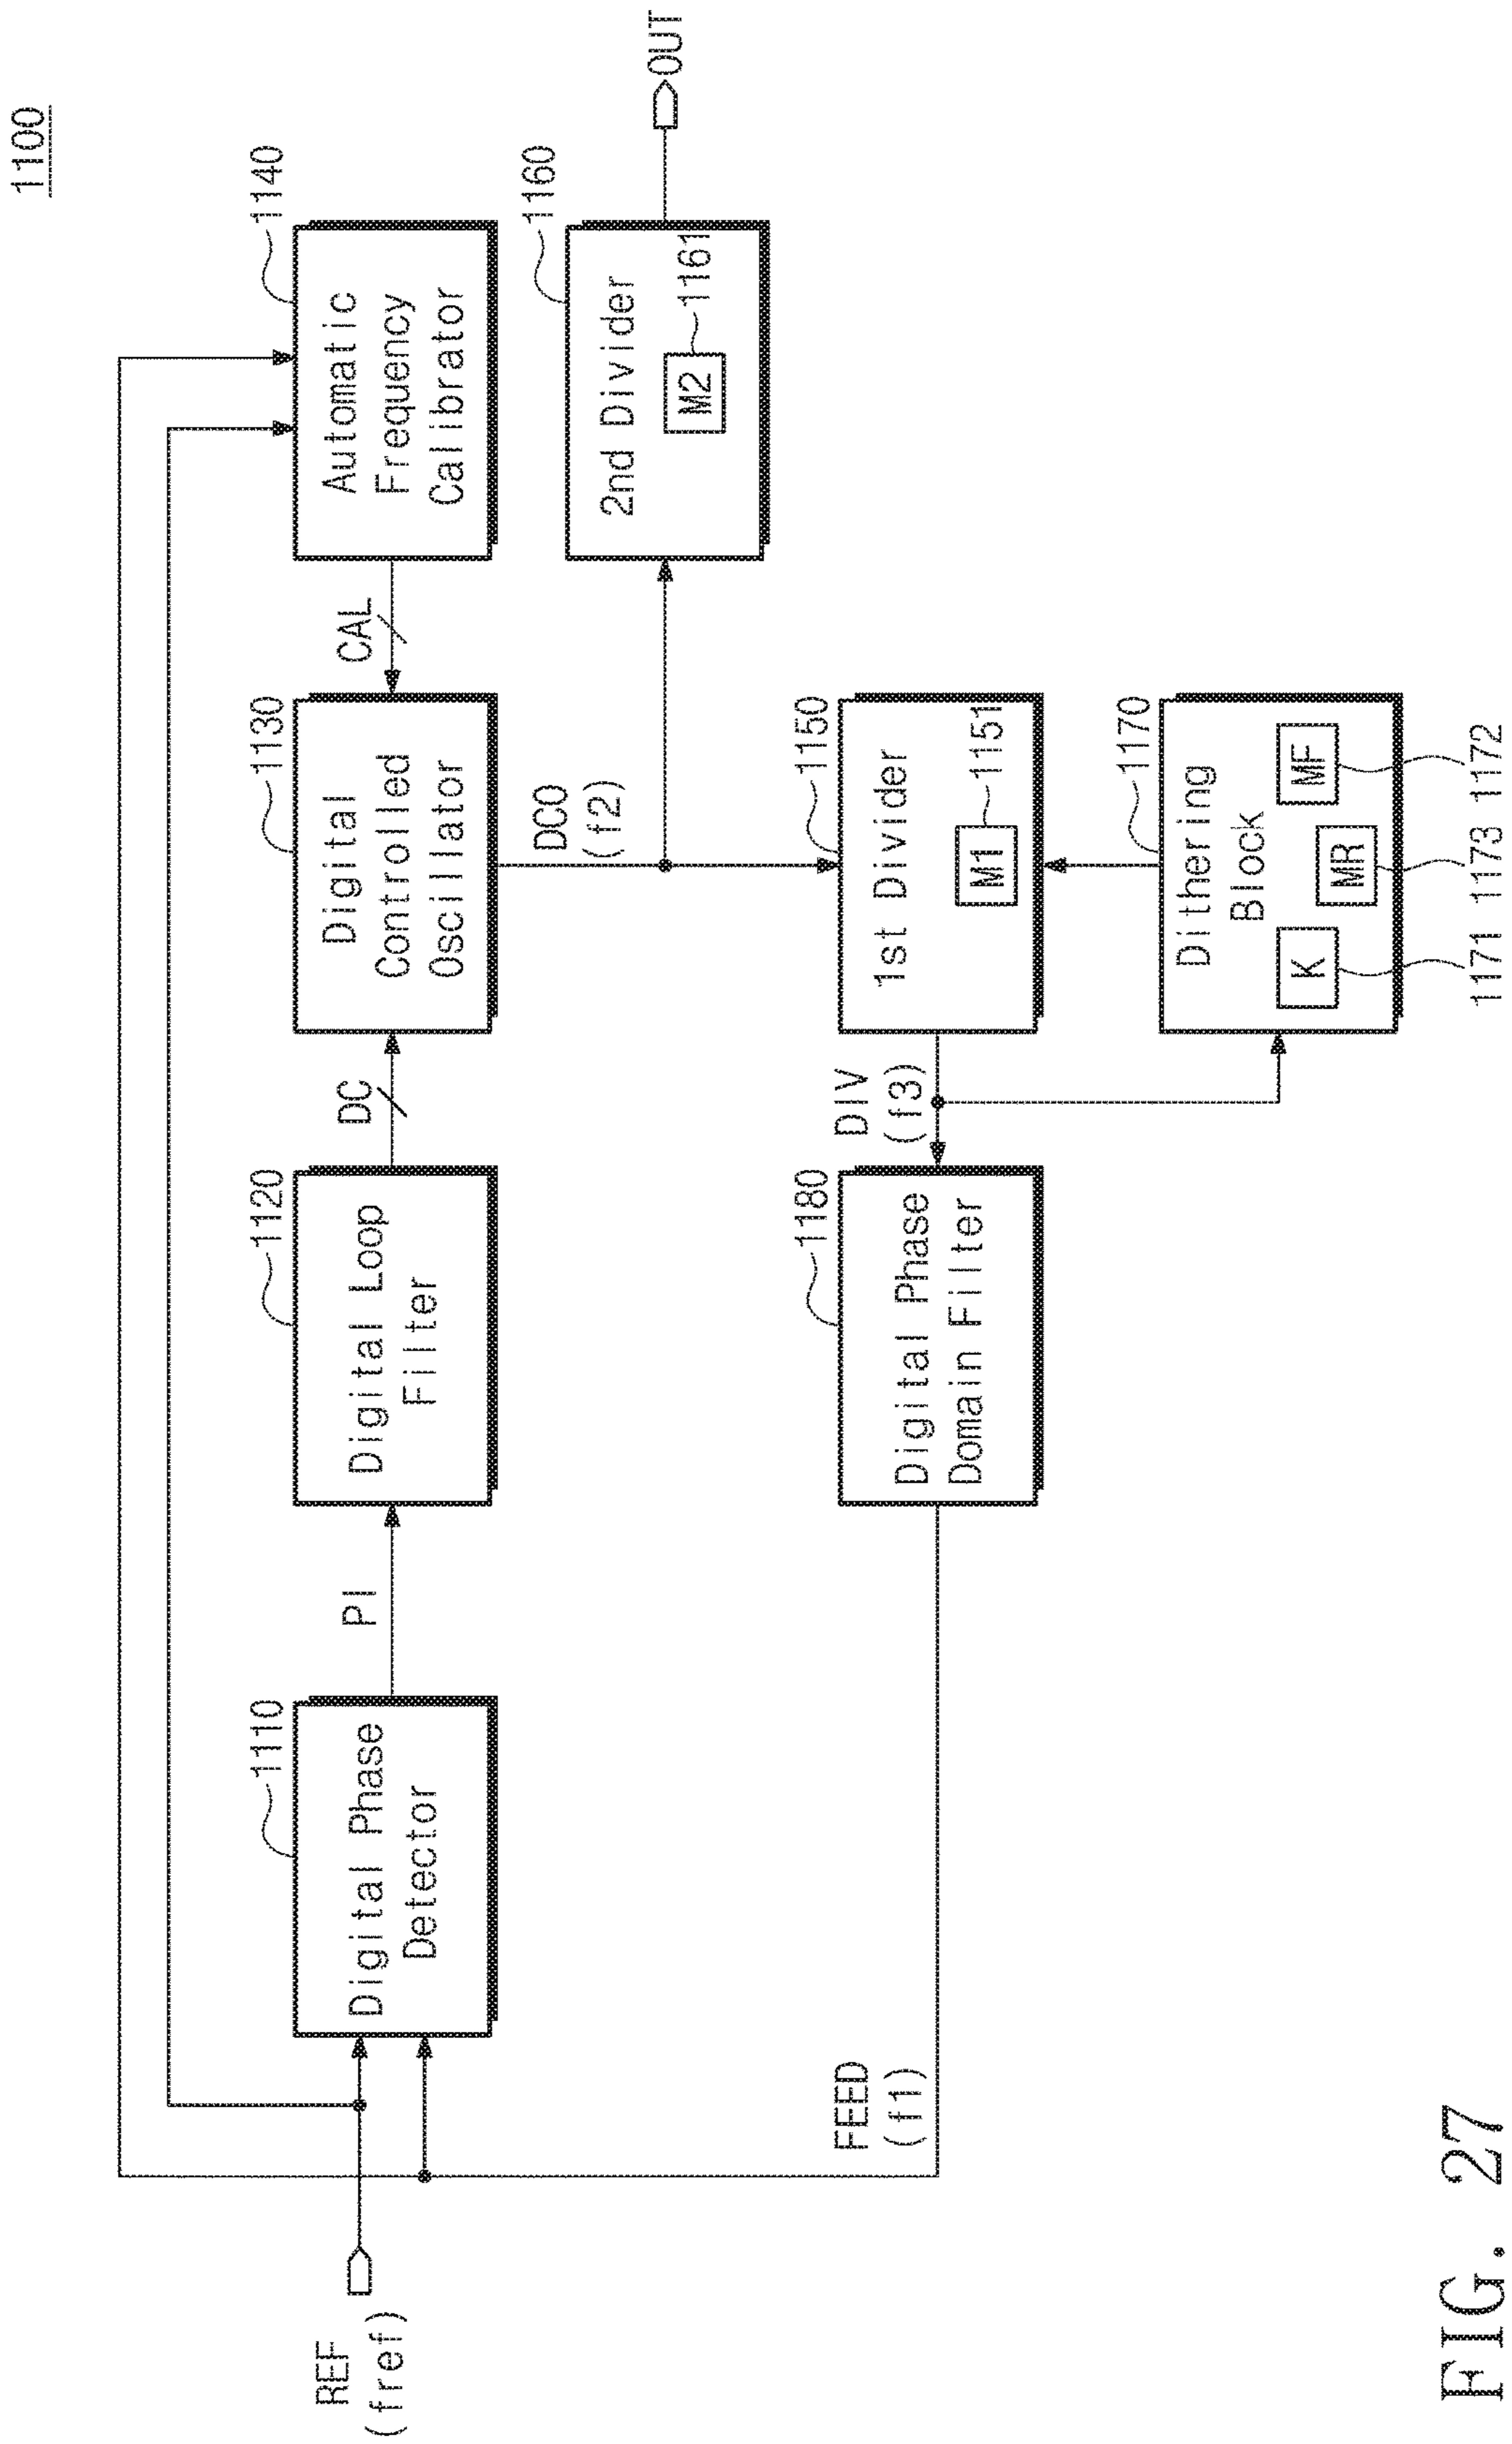 1100
1110
Digital Phase
Detector
PI
1120
Digital Loop
Filter
DC
1130
Digital
Controlled
Oscillator
CAL
1140
Automatic
Frequency
Calibrator
REF
(fref)
DCO
(f2)
1160
2nd Divider
M2
1161
OUT
FEED
(f1)
1180
Digital Phase
Domain Filter
DIV
(f3)
1150
1st Divider
M1
1151
1170
Dithering
Block
K
MR
MF
1171 1173 1172
FIG. 27